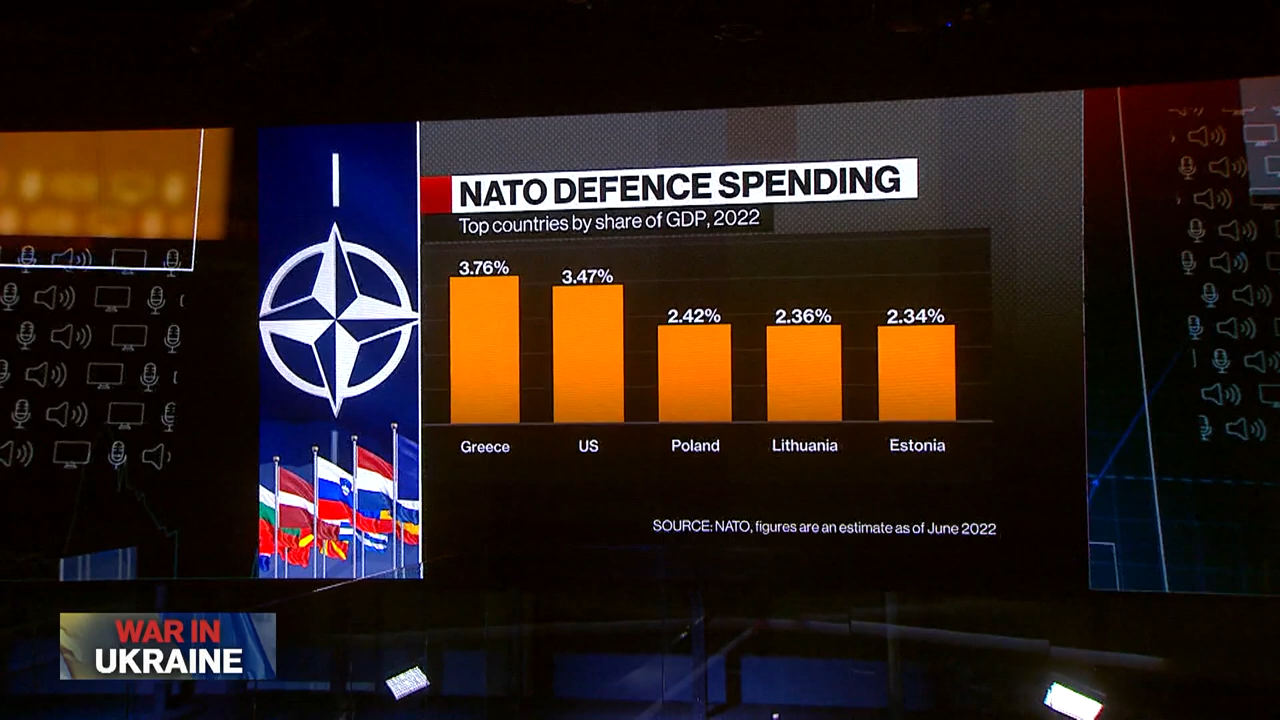 NATO DEFENCE SPENDING
Top countries by share of GDP, 2022
3.76% 3.47% 2.42% 2.36% 2.34%
Greece US Poland Lithuania Estonia
SOURCE: NATO, figures are an estimate as of June 2022
WAR IN
UKRAINE